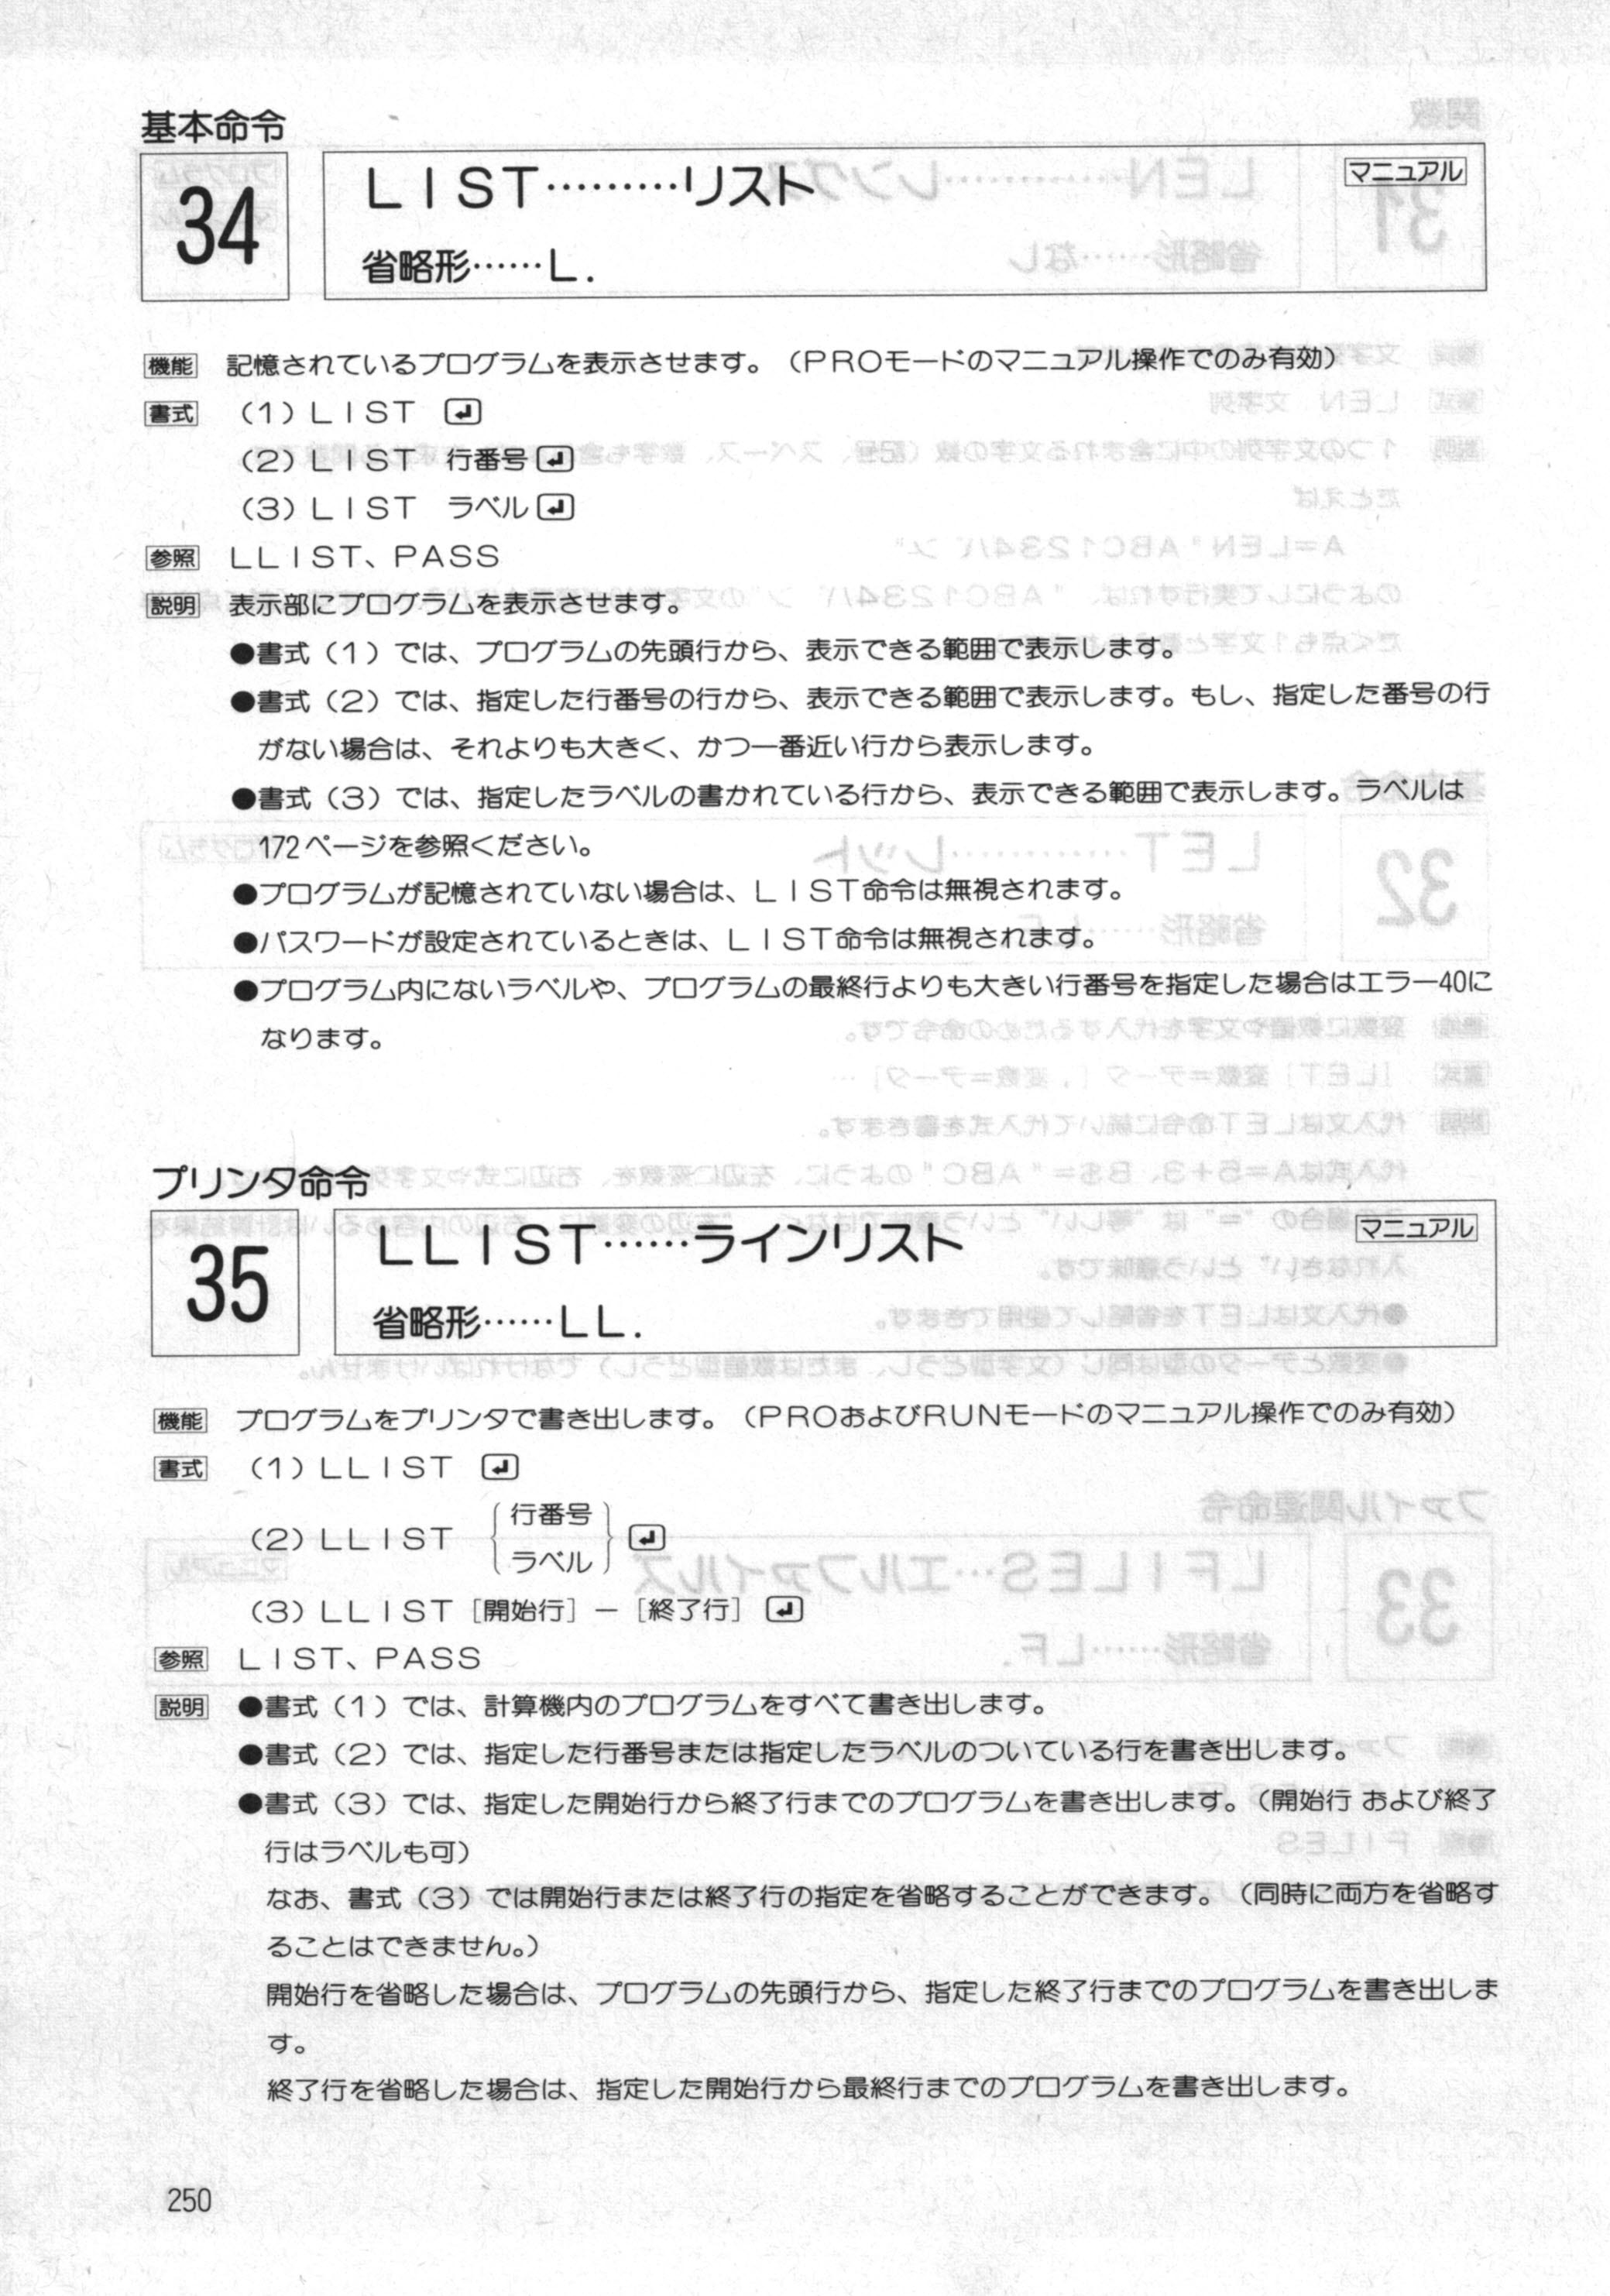 基本命令
34
LIST………リスト
マニュアル
省略形……L.
機能 記憶されているプログラムを表示させます。（PROモードのマニュアル操作でのみ有効）
書式 （1）LIST ↵
（2）LIST 行番号 ↵
（3）LIST ラベル ↵
参照 LLIST、PASS
説明 表示部にプログラムを表示させます。
●書式（1）では、プログラムの先頭行から、表示できる範囲で表示します。
●書式（2）では、指定した行番号の行から、表示できる範囲で表示します。もし、指定した番号の行
がない場合は、それよりも大きく、かつ一番近い行から表示します。
●書式（3）では、指定したラベルの書かれている行から、表示できる範囲で表示します。ラベルは
172ページを参照ください。
●プログラムが記憶されていない場合は、LIST命令は無視されます。
●パスワードが設定されているときは、LIST命令は無視されます。
●プログラム内にないラベルや、プログラムの最終行よりも大きい行番号を指定した場合はエラー40に
なります。
プリンタ命令
35
LLIST……ラインリスト
マニュアル
省略形……LL.
機能 プログラムをプリンタで書き出します。（PROおよびRUNモードのマニュアル操作でのみ有効）
書式 （1）LLIST ↵
（2）LLIST {行番号 ラベル} ↵
（3）LLIST［開始行］－［終了行］ ↵
参照 LIST、PASS
説明 ●書式（1）では、計算機内のプログラムをすべて書き出します。
●書式（2）では、指定した行番号または指定したラベルのついている行を書き出します。
●書式（3）では、指定した開始行から終了行までのプログラムを書き出します。（開始行 および終了
行はラベルも可）
なお、書式（3）では開始行または終了行の指定を省略することができます。（同時に両方を省略す
ることはできません。）
開始行を省略した場合は、プログラムの先頭行から、指定した終了行までのプログラムを書き出しま
す。
終了行を省略した場合は、指定した開始行から最終行までのプログラムを書き出します。
250